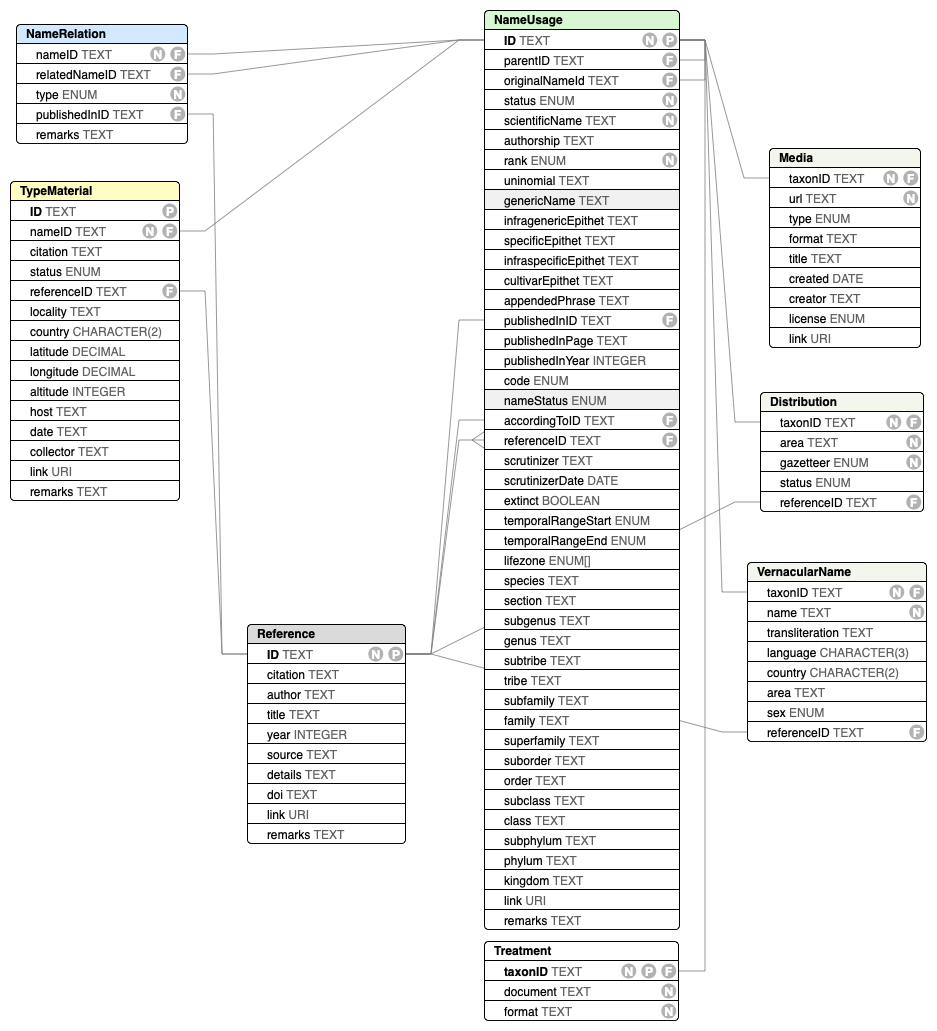 NameRelation
nameID TEXT N F
relatedNameID TEXT F
type ENUM N
publishedInID TEXT F
remarks TEXT
TypeMaterial
ID TEXT P
nameID TEXT N F
citation TEXT
status ENUM
referenceID TEXT F
locality TEXT
country CHARACTER(2)
latitude DECIMAL
longitude DECIMAL
altitude INTEGER
host TEXT
date TEXT
collector TEXT
link URI
remarks TEXT
Reference
ID TEXT N P
citation TEXT
author TEXT
title TEXT
year INTEGER
source TEXT
details TEXT
doi TEXT
link URI
remarks TEXT
NameUsage
ID TEXT N P
parentID TEXT F
originalNameId TEXT F
status ENUM N
scientificName TEXT N
authorship TEXT
rank ENUM N
uninomial TEXT
genericName TEXT
infragenericEpithet TEXT
specificEpithet TEXT
infraspecificEpithet TEXT
cultivarEpithet TEXT
appendedPhrase TEXT
publishedInID TEXT F
publishedInPage TEXT
publishedInYear INTEGER
code ENUM
nameStatus ENUM
accordingToID TEXT F
referenceID TEXT F
scrutinizer TEXT
scrutinizerDate DATE
extinct BOOLEAN
temporalRangeStart ENUM
temporalRangeEnd ENUM
lifezone ENUM[]
species TEXT
section TEXT
subgenus TEXT
genus TEXT
subtribe TEXT
tribe TEXT
subfamily TEXT
family TEXT
superfamily TEXT
suborder TEXT
order TEXT
subclass TEXT
class TEXT
subphylum TEXT
phylum TEXT
kingdom TEXT
link URI
remarks TEXT
Treatment
taxonID TEXT N P F
document TEXT N
format TEXT N
Media
taxonID TEXT N F
url TEXT N
type ENUM
format TEXT
title TEXT
created DATE
creator TEXT
license ENUM
link URI
Distribution
taxonID TEXT N F
area TEXT N
gazetteer ENUM N
status ENUM
referenceID TEXT F
VernacularName
taxonID TEXT N F
name TEXT N
transliteration TEXT
language CHARACTER(3)
country CHARACTER(2)
area TEXT
sex ENUM
referenceID TEXT F